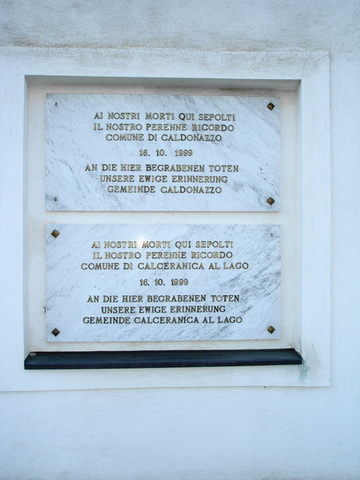 AI NOSTRI MORTI QUI SEPOLTI
IL NOSTRO PERENNE RICORDO
COMUNE DI CALDONAZZO
16. 10. 1999
AN DIE HIER BEGRABENEN TOTEN
UNSERE EWIGE ERINNERUNG
GEMEINDE CALDONAZZO
AI NOSTRI MORTI QUI SEPOLTI
IL NOSTRO PERENNE RICORDO
COMUNE DI CALCERANICA AL LAGO
16. 10. 1999
AN DIE HIER BEGRABENEN TOTEN
UNSERE EWIGE ERINNERUNG
GEMEINDE CALCERANICA AL LAGO